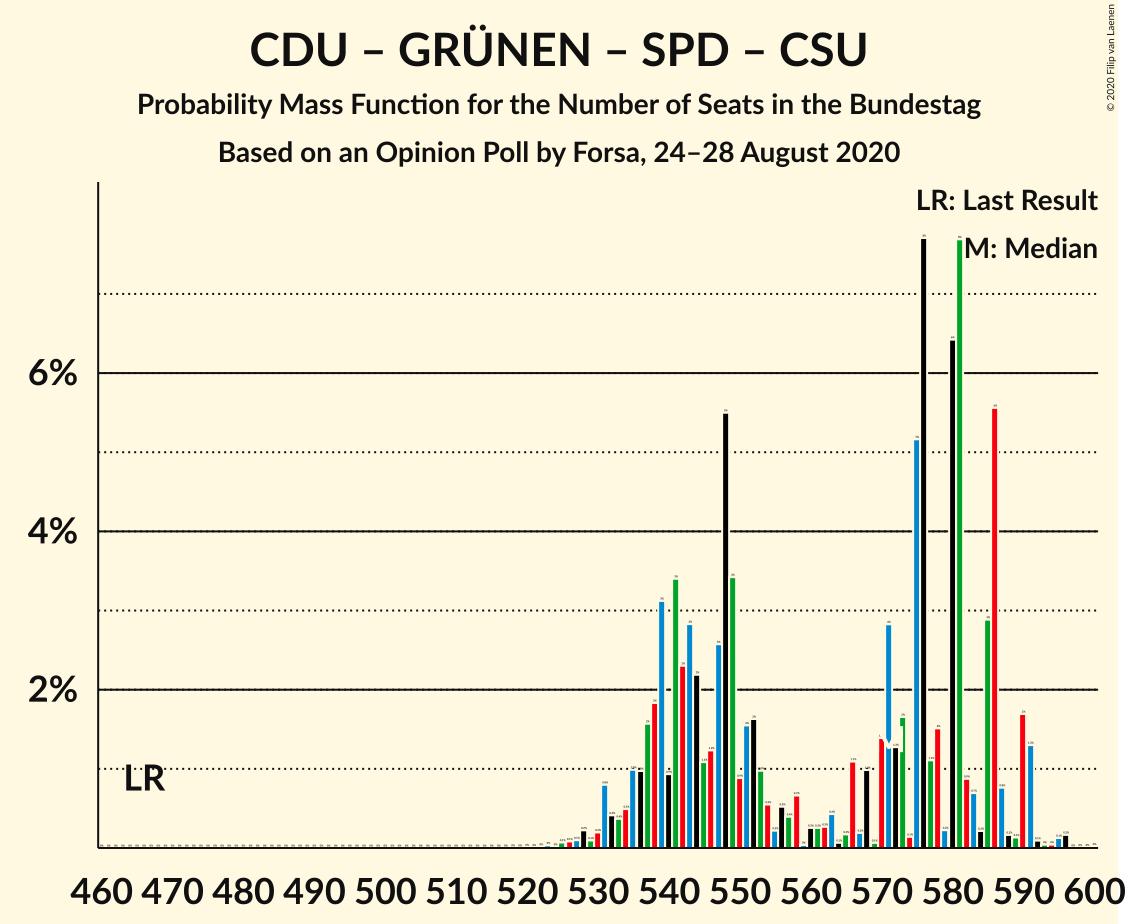 CDU – GRÜNEN – SPD – CSU
Probability Mass Function for the Number of Seats in the Bundestag
Based on an Opinion Poll by Forsa, 24–28 August 2020
© 2020 Filip van Laenen
LR: Last Result
M: Median
6%
4%
2%
LR
460 470 480 490 500 510 520 530 540 550 560 570 580 590 600